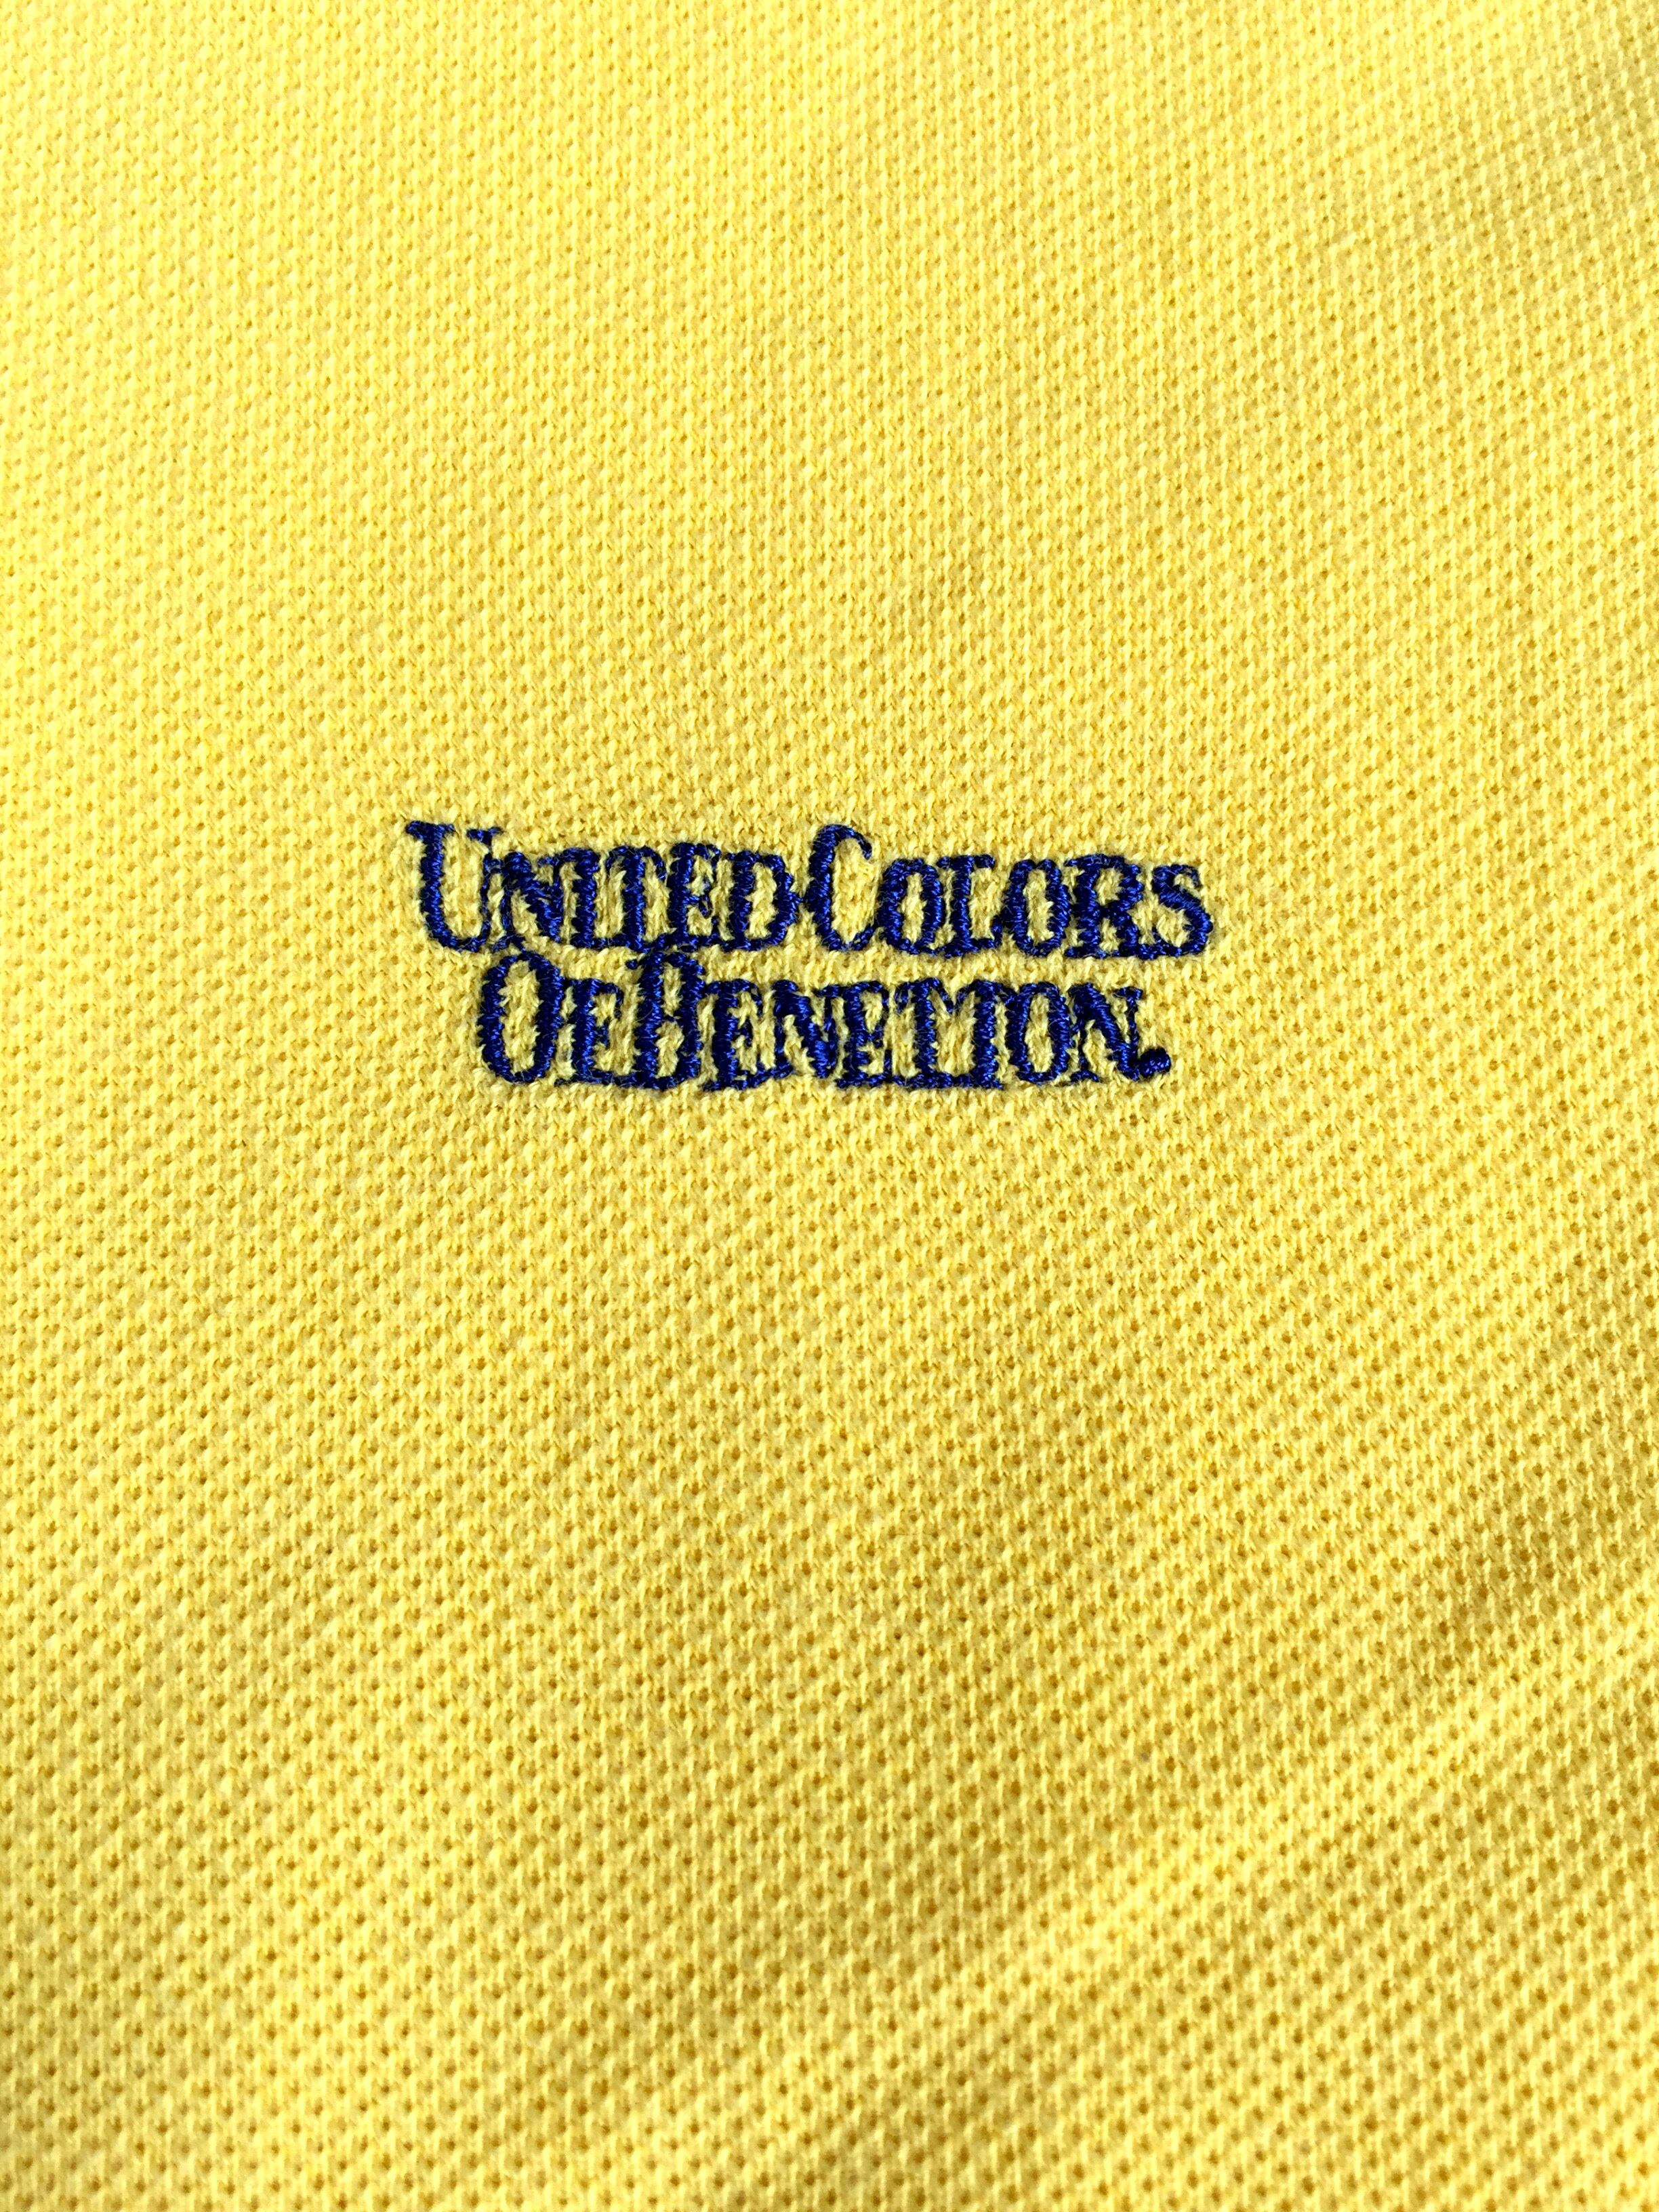 UNITED COLORS
OF BENETTON.